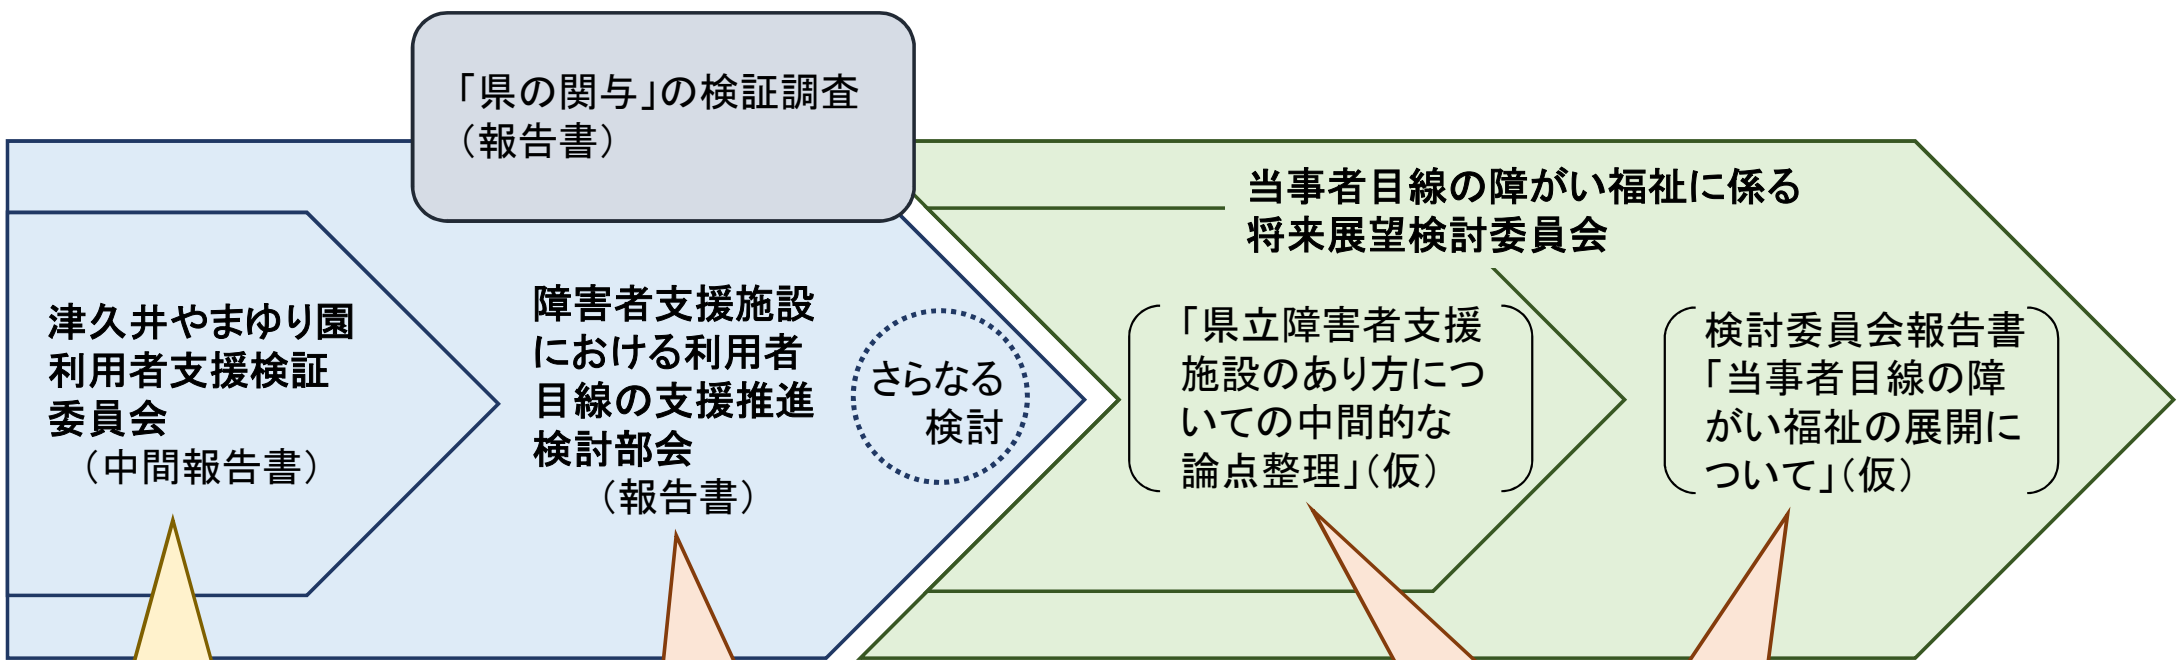 「県の関与」の検証調査
（報告書）
津久井やまゆり園
利用者支援検証
委員会
（中間報告書）
障害者支援施設
における利用者
目線の支援推進
検討部会
（報告書）
さらなる
検討
当事者目線の障がい福祉に係る
将来展望検討委員会
「県立障害者支援
施設のあり方につ
いての中間的な
論点整理」（仮）
検討委員会報告書
「当事者目線の障
がい福祉の展開に
ついて」（仮）